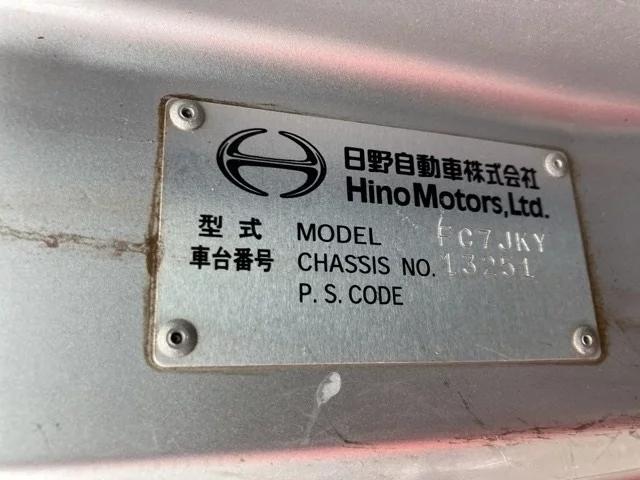 日野自動車株式会社
Hino Motors, Ltd.
型式 MODEL FC7JKY
車台番号 CHASSIS NO. 13251
P.S.CODE